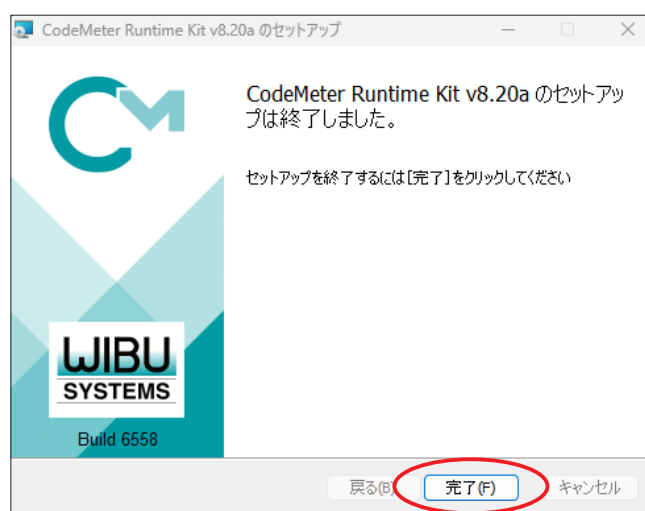 CodeMeter Runtime Kit v8.20a のセットアップ
CM
CodeMeter Runtime Kit v8.20a のセットアッ
プは終了しました。
セットアップを終了するには[完了]をクリックしてください
WIBU
SYSTEMS
Build 6558
戻る(B) 完了(F) キャンセル